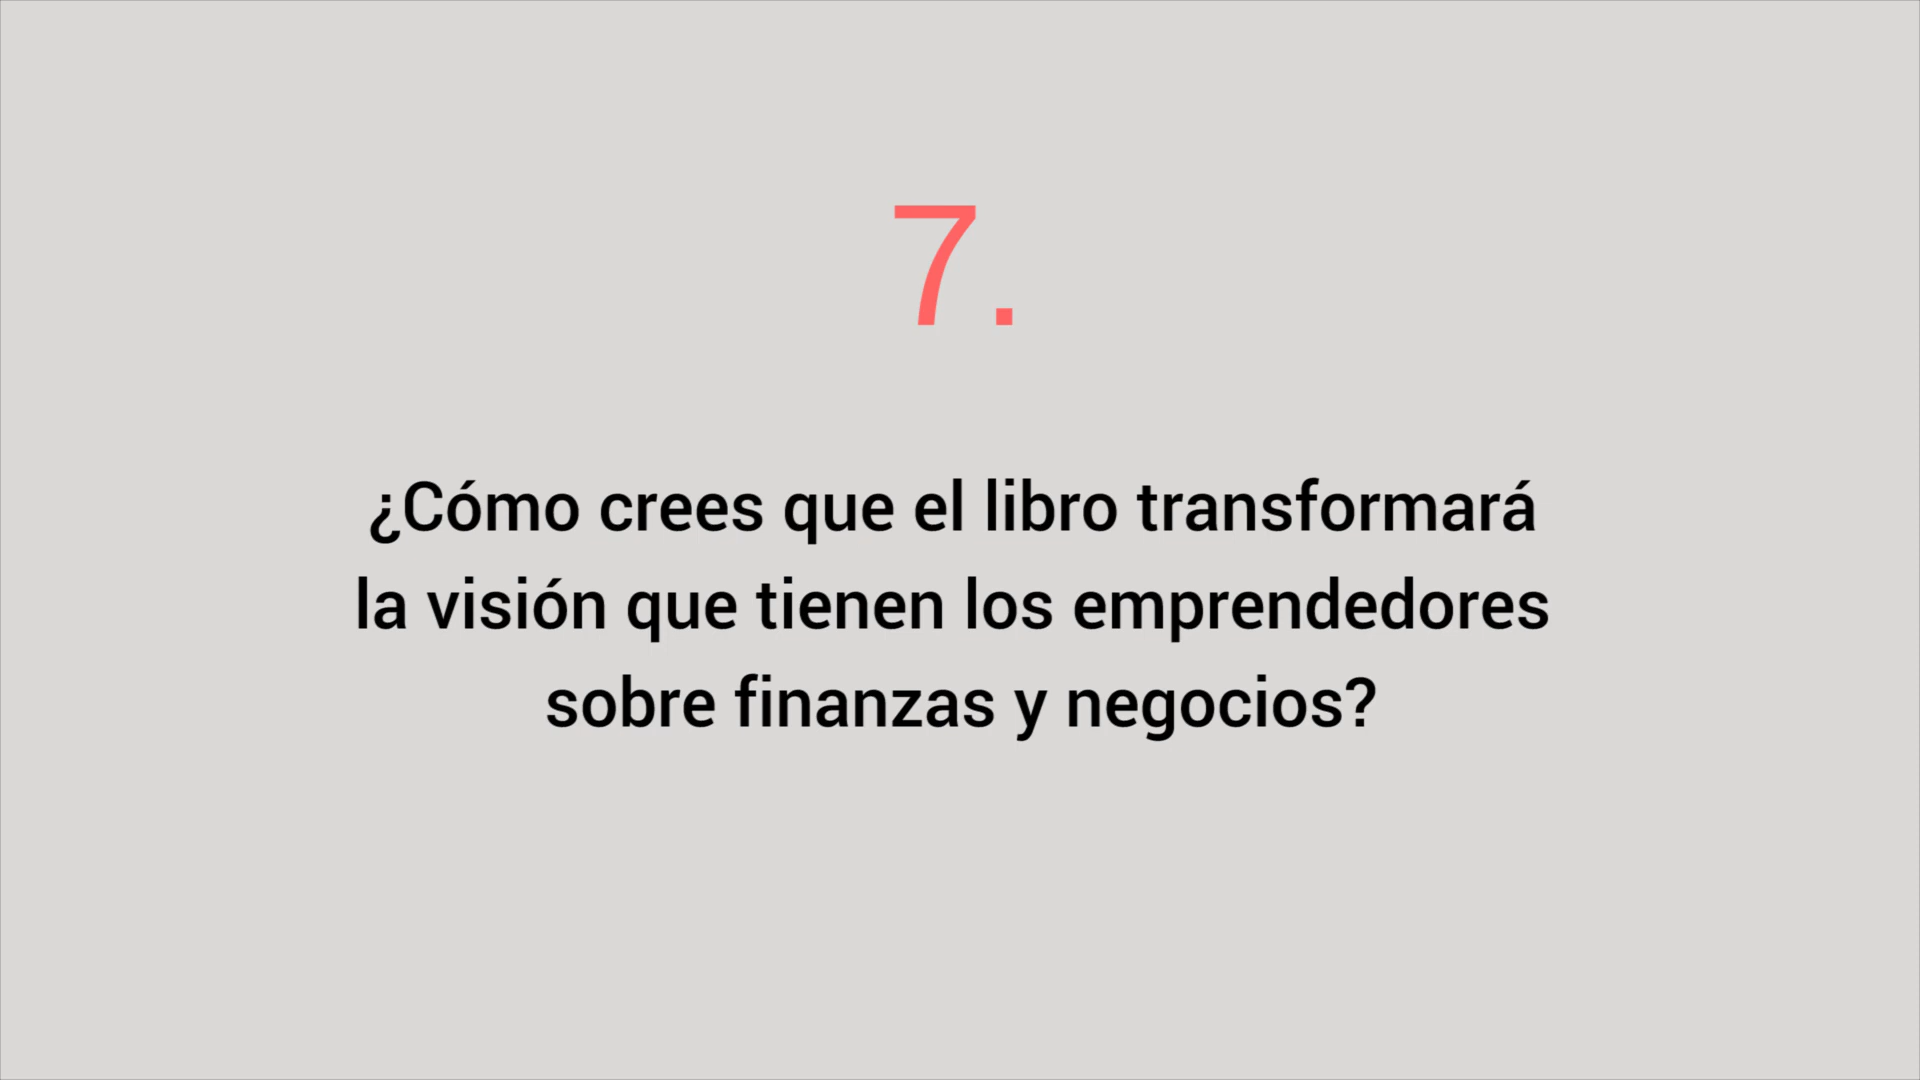 7.
¿Cómo crees que el libro transformará
la visión que tienen los emprendedores
sobre finanzas y negocios?